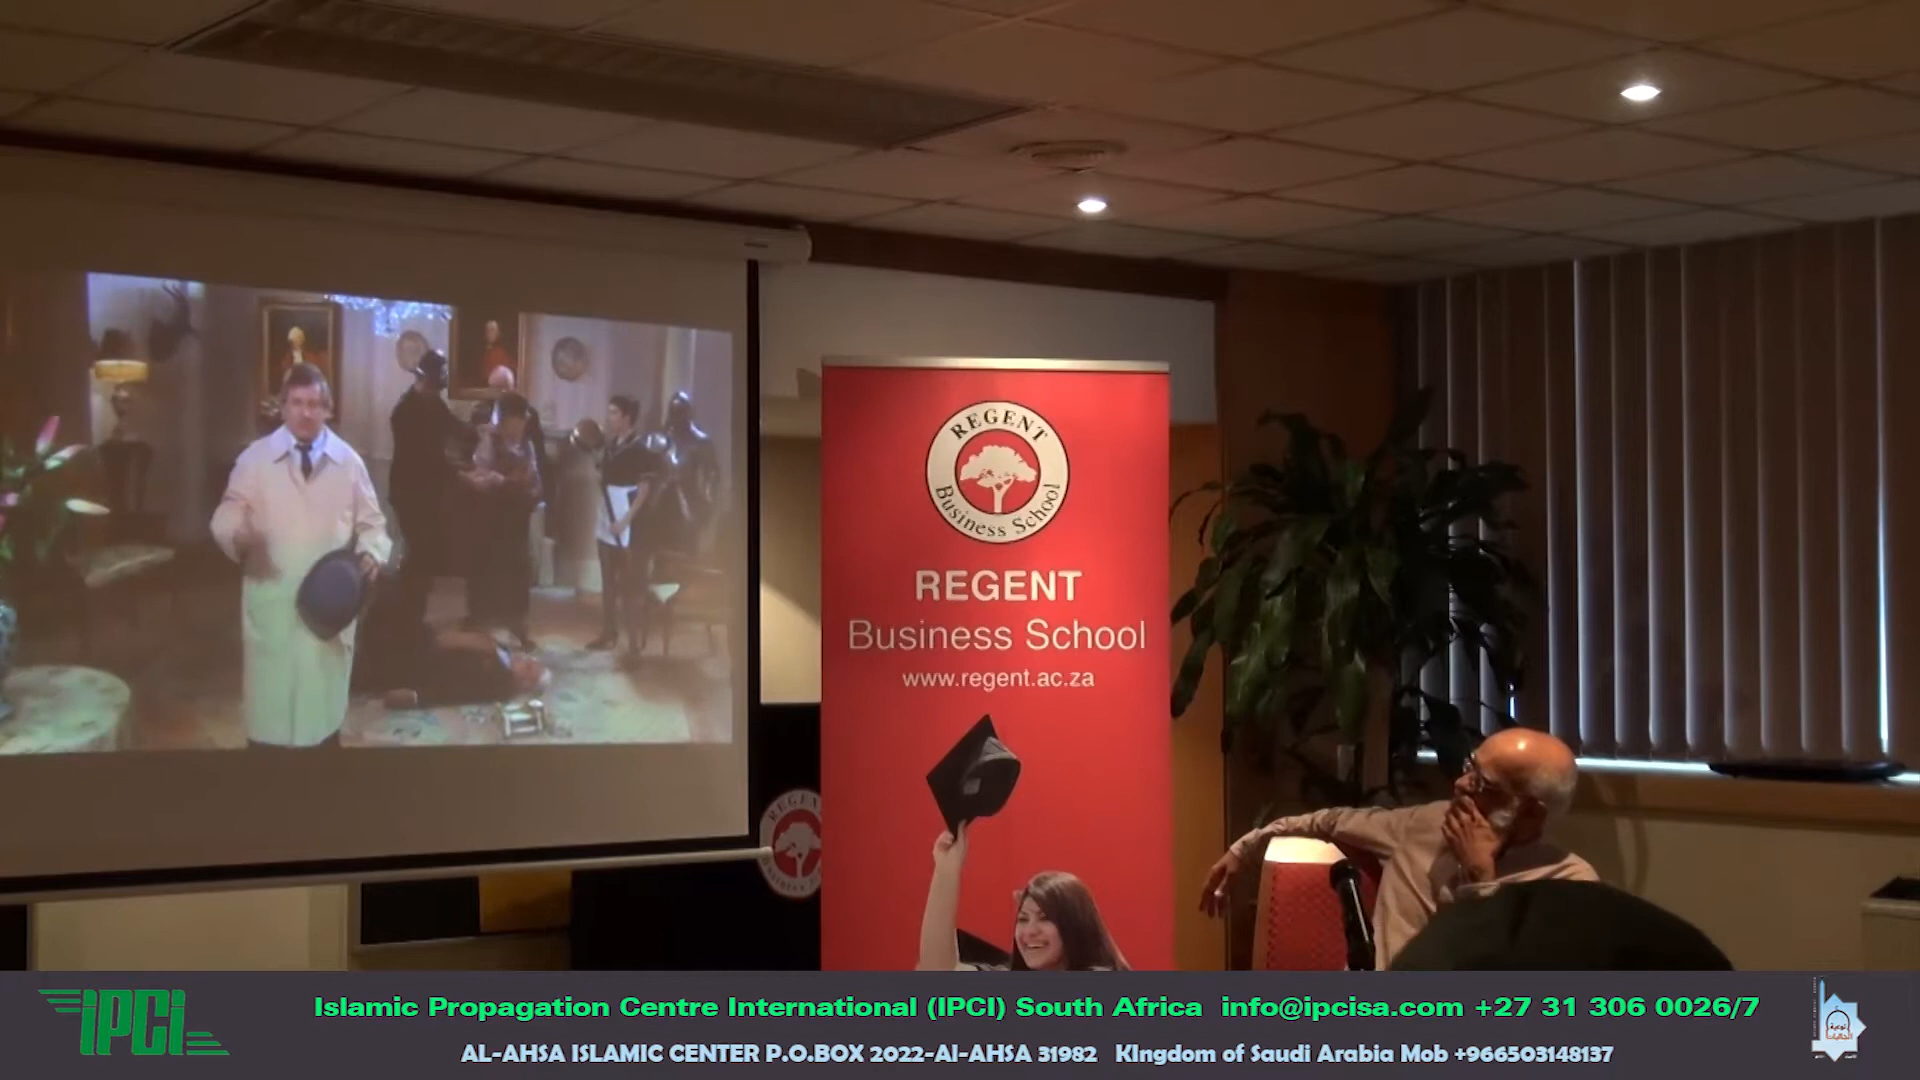 REGENT
Business School
REGENT
Business School
www.regent.ac.za
REGENT
IPCI
Islamic Propagation Centre International (IPCI) South Africa info@ipcisa.com +27 31 306 0026/7
AL-AHSA ISLAMIC CENTER P.O.BOX 2022-Al-AHSA 31982 KIngdom of Saudi Arabia Mob +966503148137